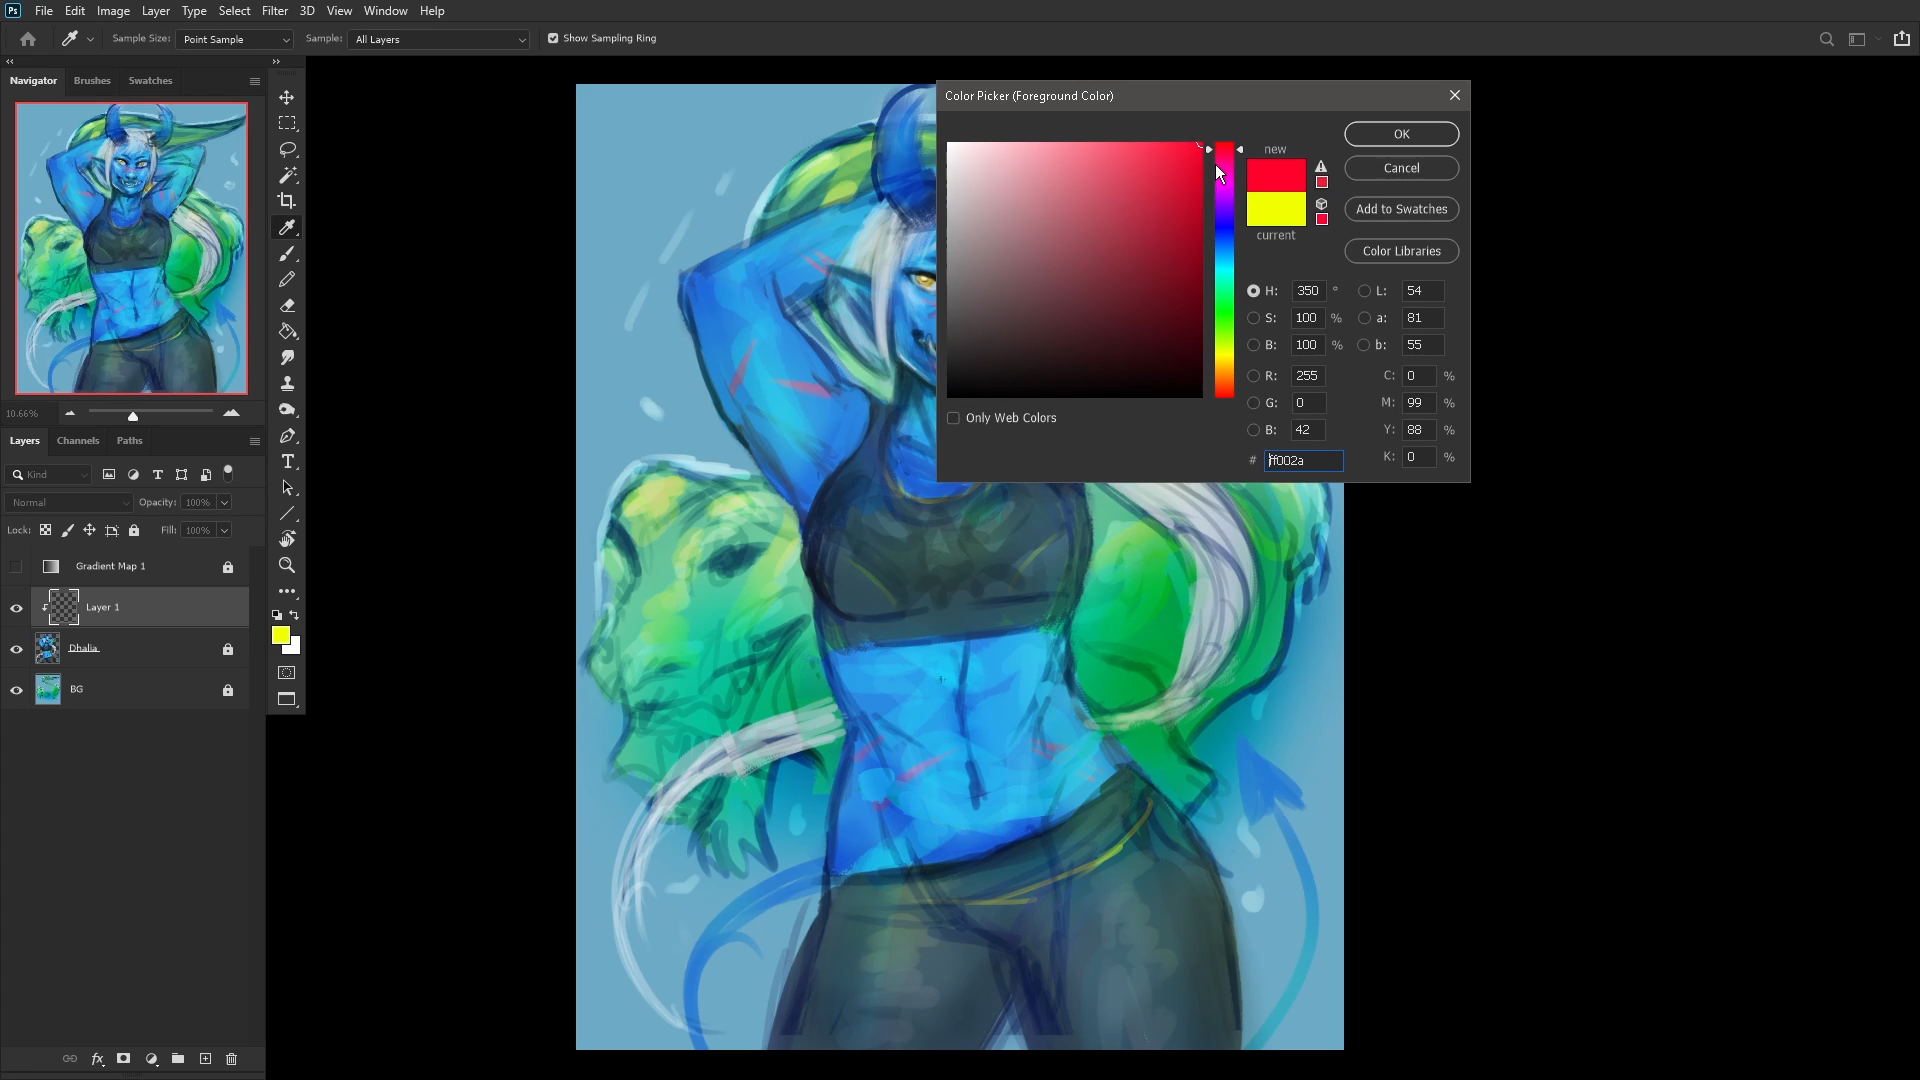 Ps File Edit Image Layer Type Select Filter 3D View Window Help
Sample Size: Point Sample Sample: All Layers Show Sampling Ring
Navigator Brushes Swatches
10.66%
Layers Channels Paths
Kind
Normal Opacity: 100%
Lock: Fill: 100%
Gradient Map 1
Layer 1
Dhalia
BG
fx
Color Picker (Foreground Color)
new
current
OK
Cancel
Add to Swatches
Color Libraries
H: 350 ° L: 54
S: 100 % a: 81
B: 100 % b: 55
R: 255 C: 0 %
G: 0 M: 99 %
B: 42 Y: 88 %
# ff002a K: 0 %
Only Web Colors